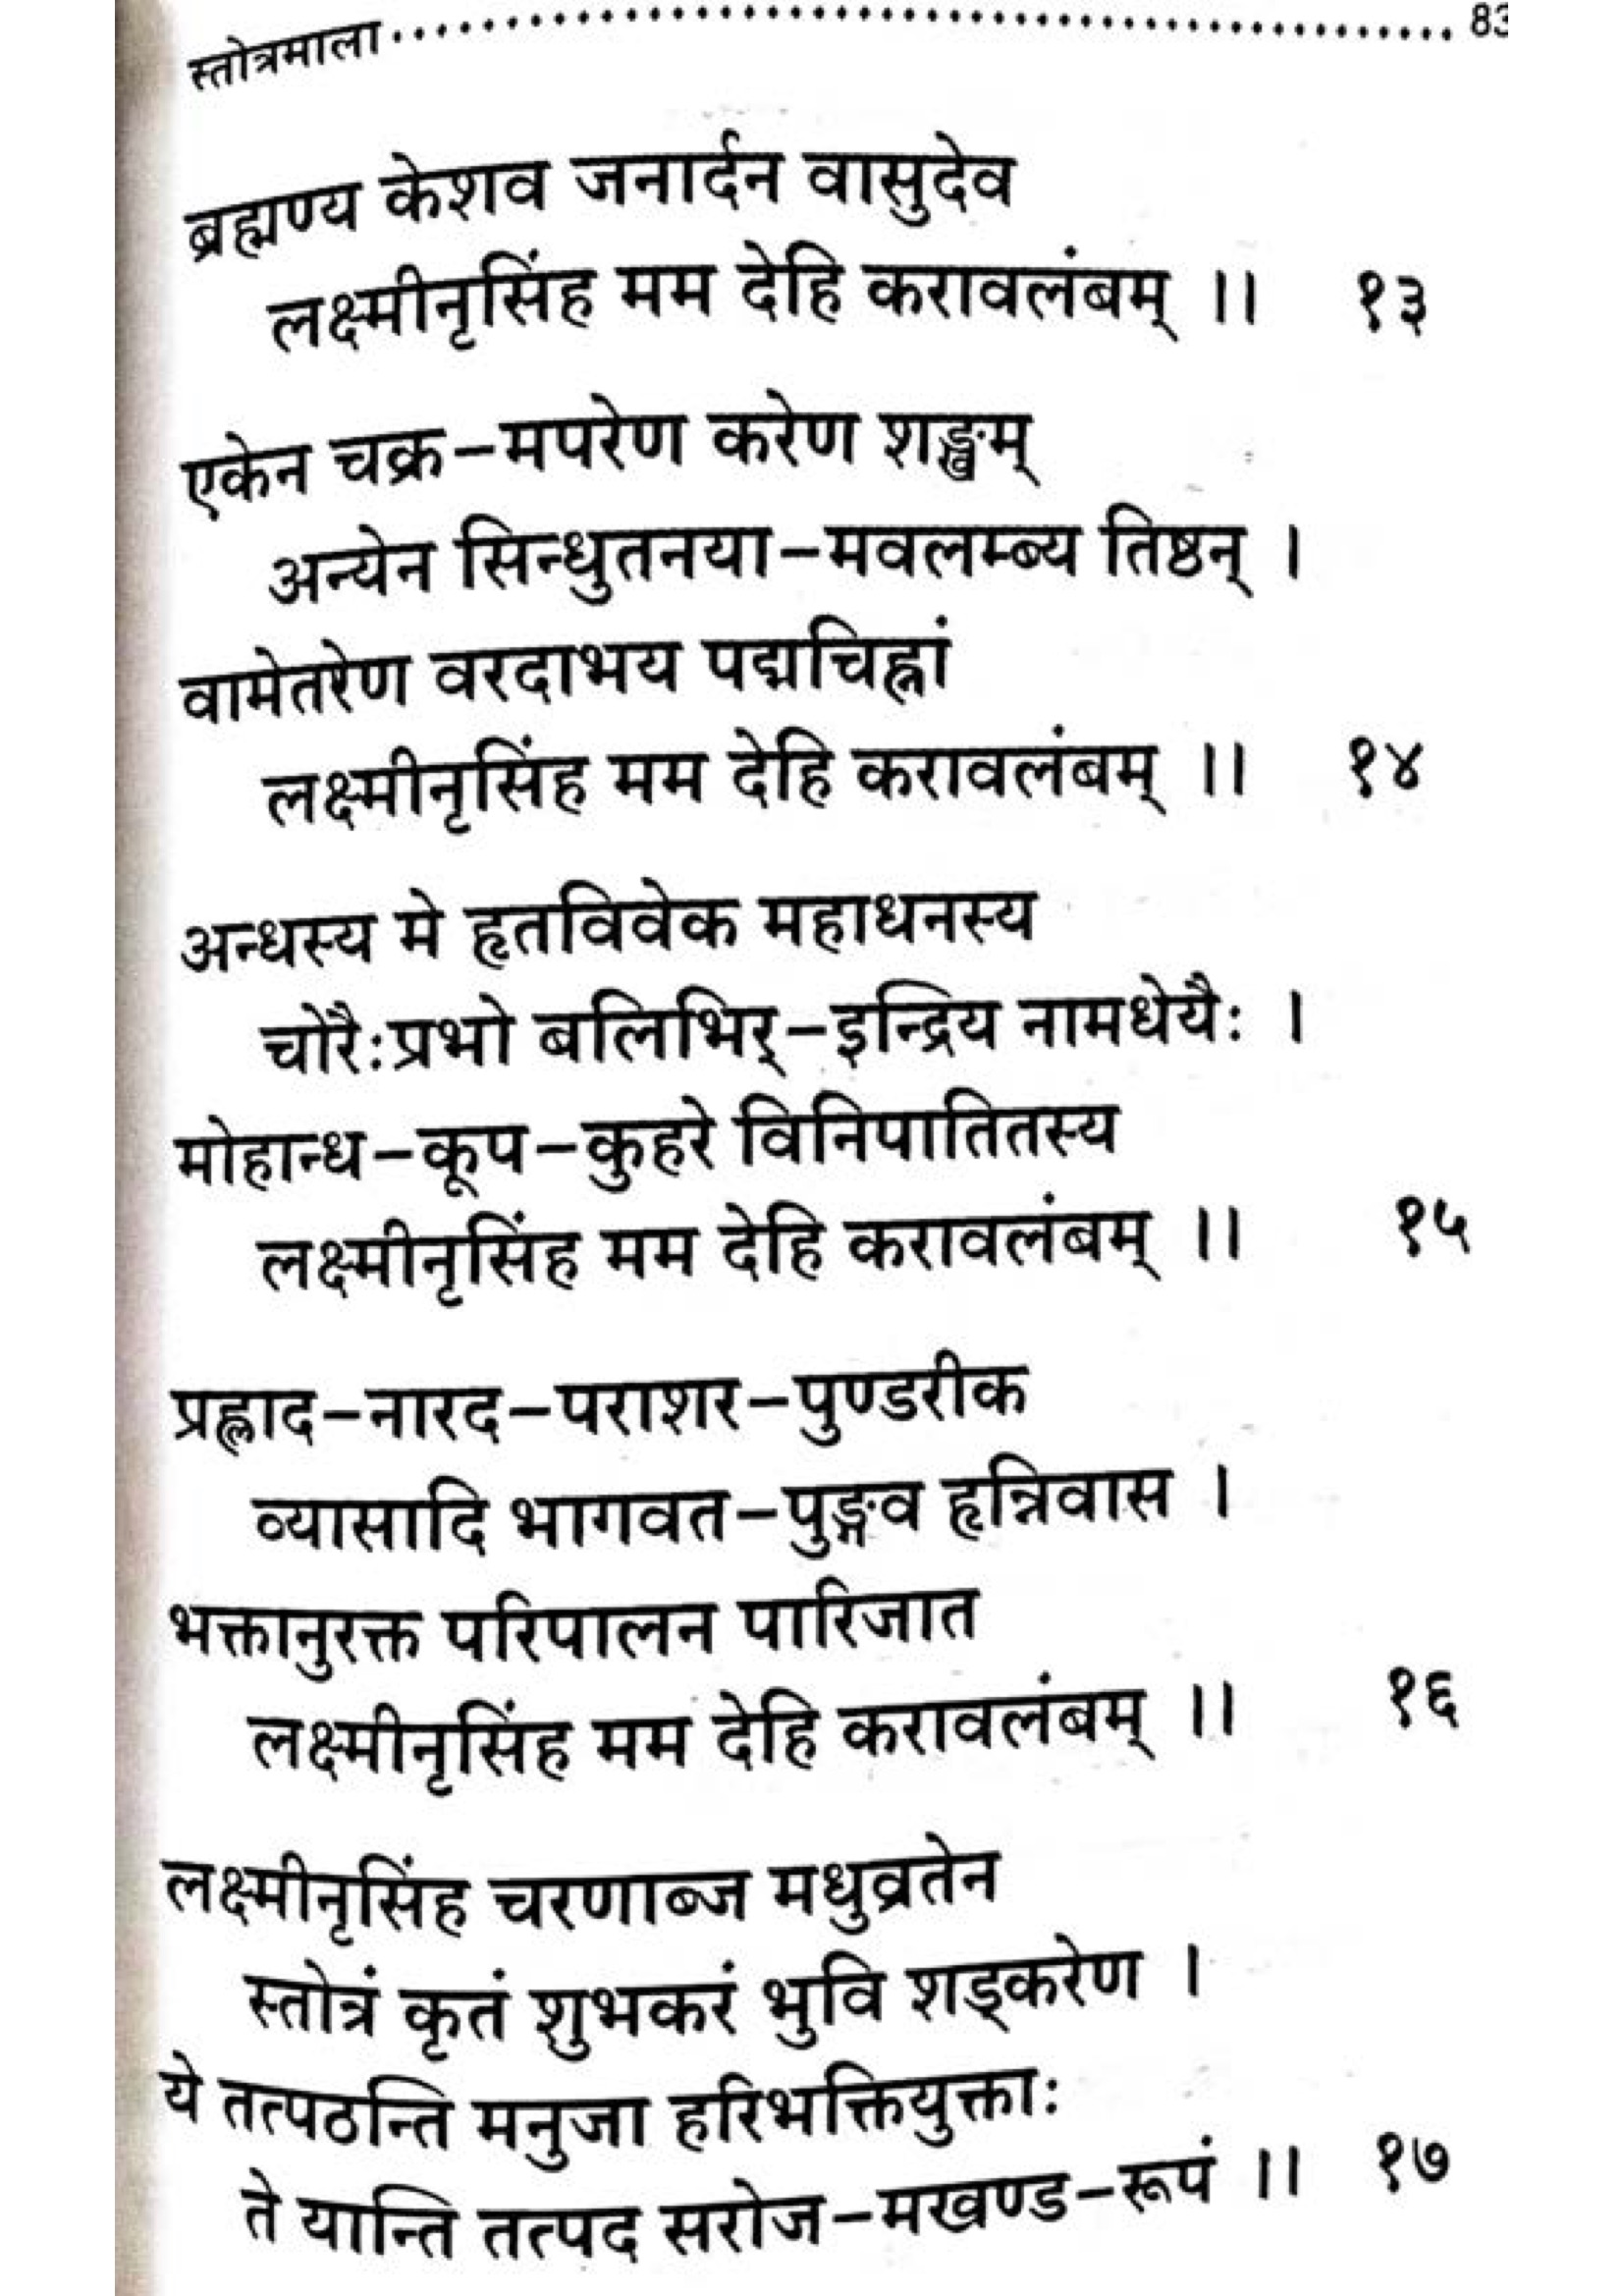 स्तोत्रमाला.................................................. 83
ब्रह्मण्य केशव जनार्दन वासुदेव
लक्ष्मीनृसिंह मम देहि करावलंबम् ।। १३
एकेन चक्र-मपरेण करेण शङ्खम्
अन्येन सिन्धुतनया-मवलम्ब्य तिष्ठन् ।
वामेतरेण वरदाभय पद्मचिह्नां
लक्ष्मीनृसिंह मम देहि करावलंबम् ।। १४
अन्धस्य मे हृतविवेक महाधनस्य
चोरैःप्रभो बलिभिर्-इन्द्रिय नामधेयैः ।
मोहान्ध-कूप-कुहरे विनिपातितस्य
लक्ष्मीनृसिंह मम देहि करावलंबम् ।। १५
प्रह्लाद-नारद-पराशर-पुण्डरीक
व्यासादि भागवत-पुङ्गव हृन्निवास ।
भक्तानुरक्त परिपालन पारिजात
लक्ष्मीनृसिंह मम देहि करावलंबम् ।। १६
लक्ष्मीनृसिंह चरणाब्ज मधुव्रतेन
स्तोत्रं कृतं शुभकरं भुवि शड्करेण ।
ये तत्पठन्ति मनुजा हरिभक्तियुक्ताः
ते यान्ति तत्पद सरोज-मखण्ड-रूपं ।। १७